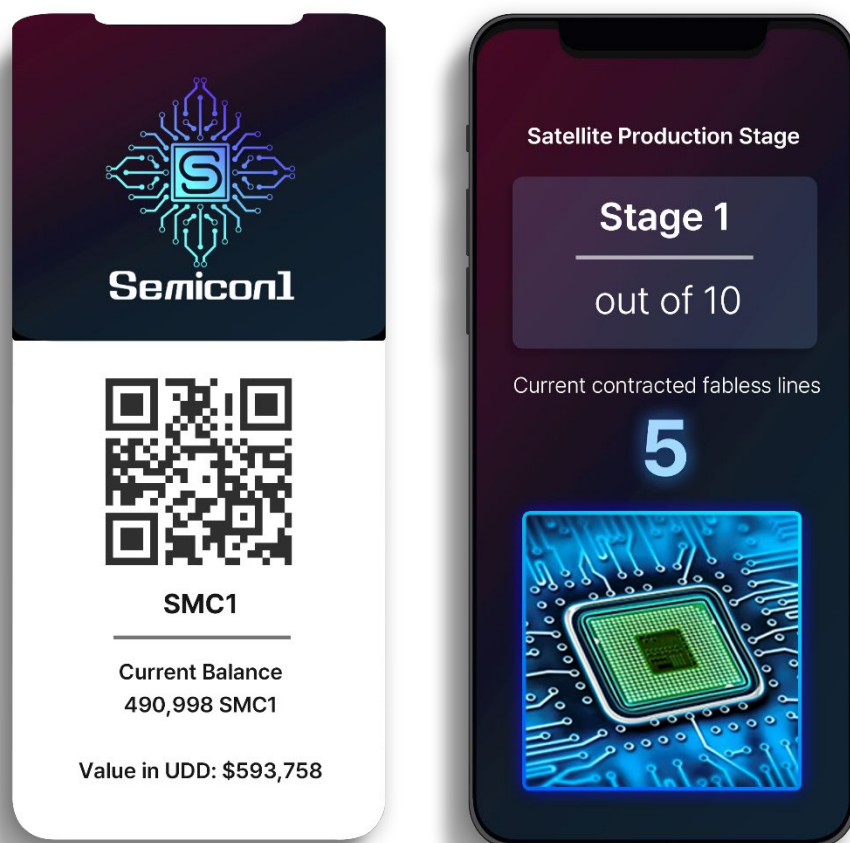 S
Semicon1
SMC1
Current Balance
490,998 SMC1
Value in UDD: $593,758
Satellite Production Stage
Stage 1
out of 10
Current contracted fabless lines
5